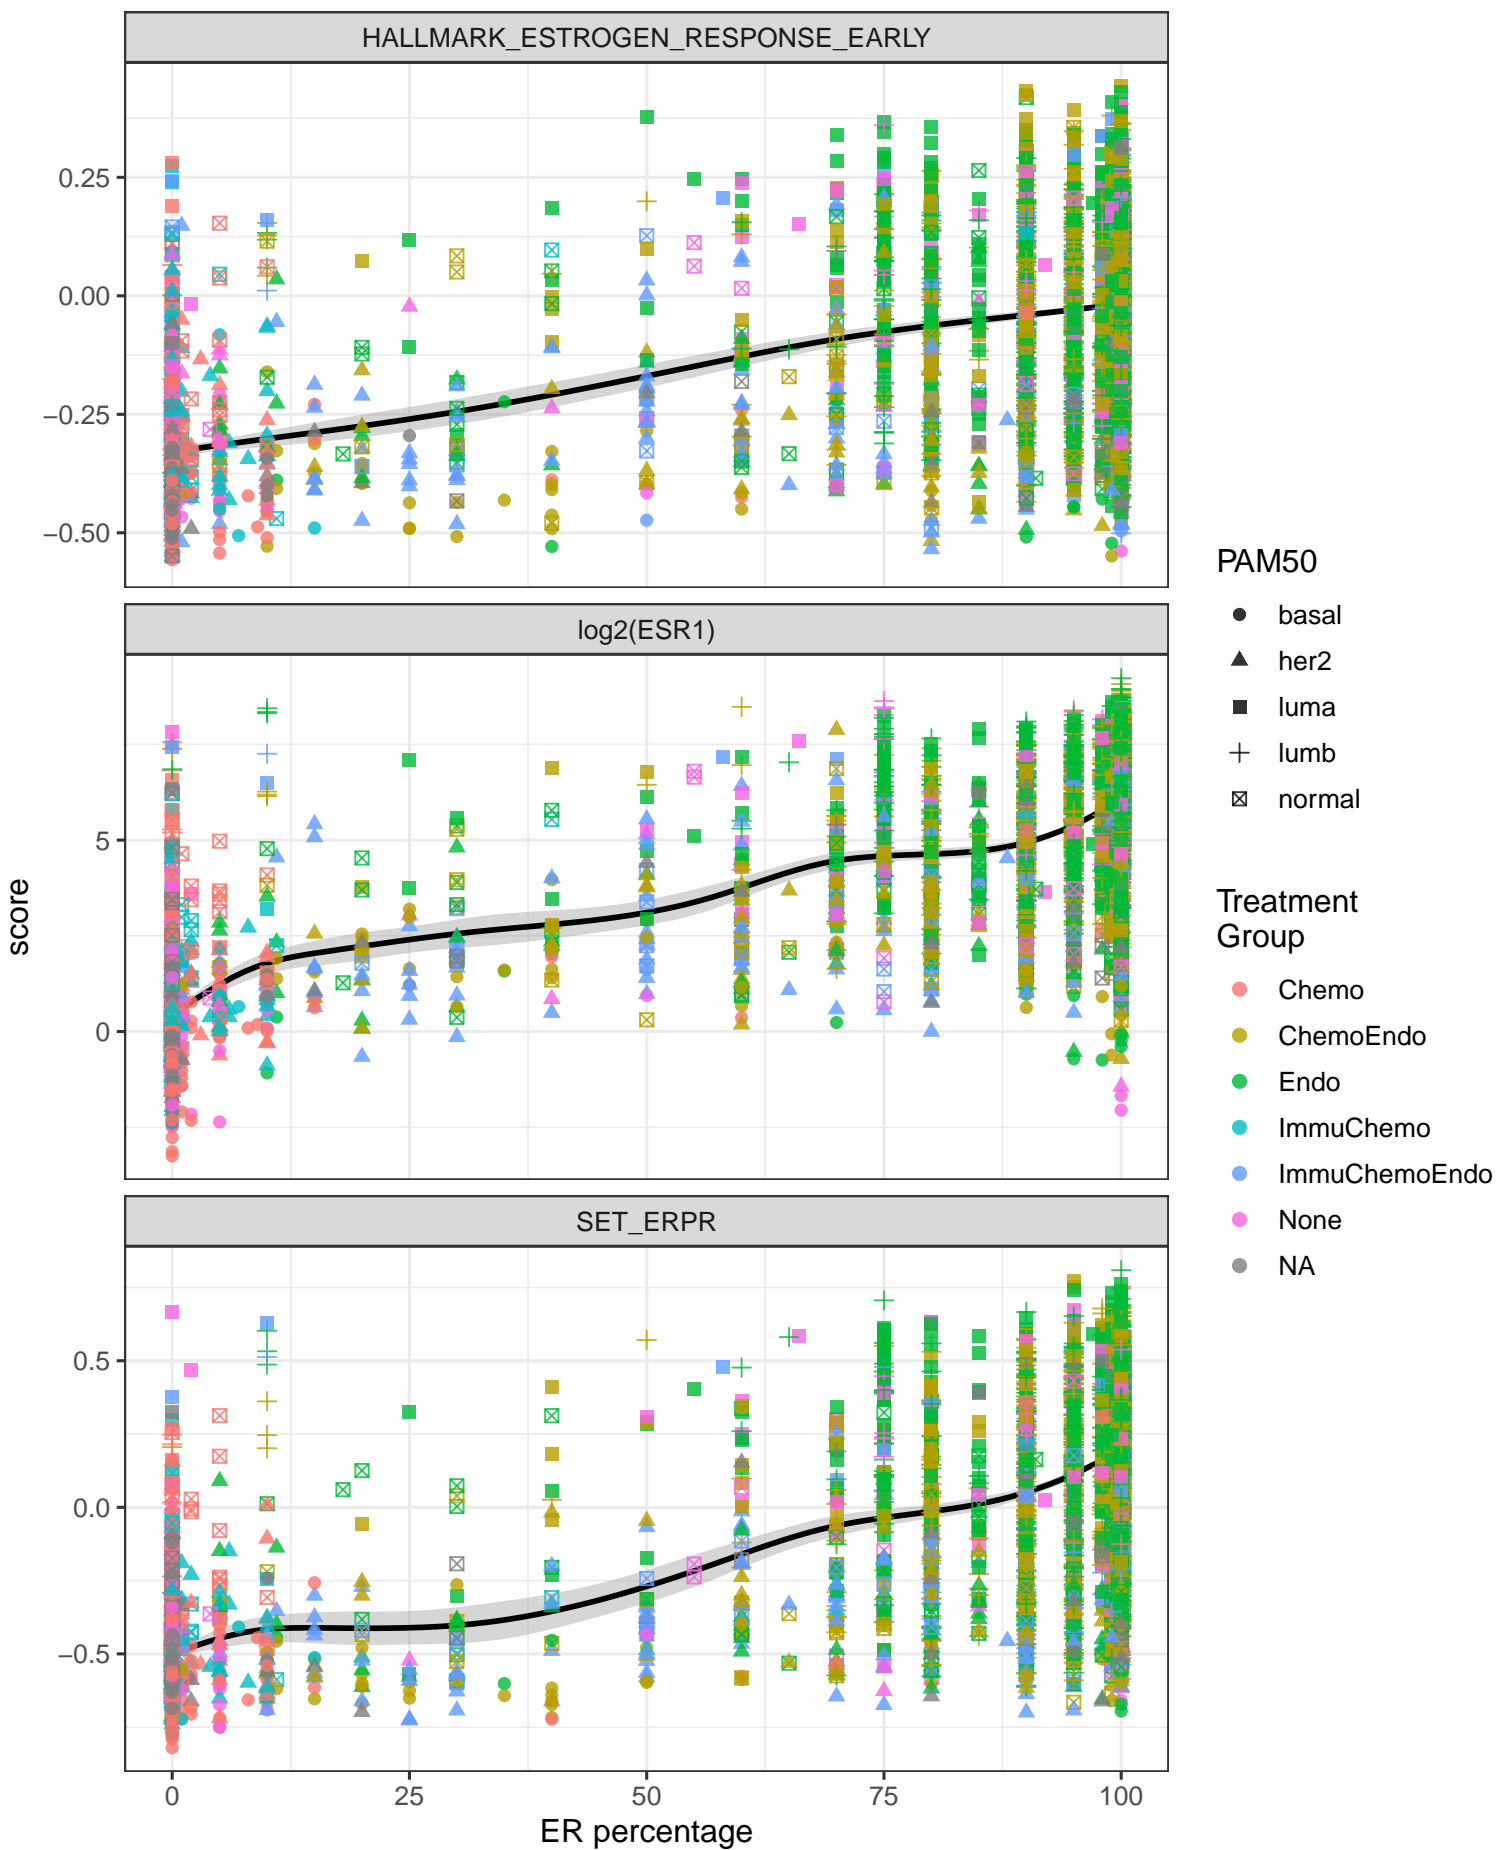 HALLMARK_ESTROGEN_RESPONSE_EARLY
0.25
0.00
−0.25
−0.50
log2(ESR1)
5
0
score
SET_ERPR
0.5
0.0
−0.5
0 25 50 75 100
ER percentage
PAM50
basal
her2
luma
lumb
normal
Treatment
Group
Chemo
ChemoEndo
Endo
ImmuChemo
ImmuChemoEndo
None
NA